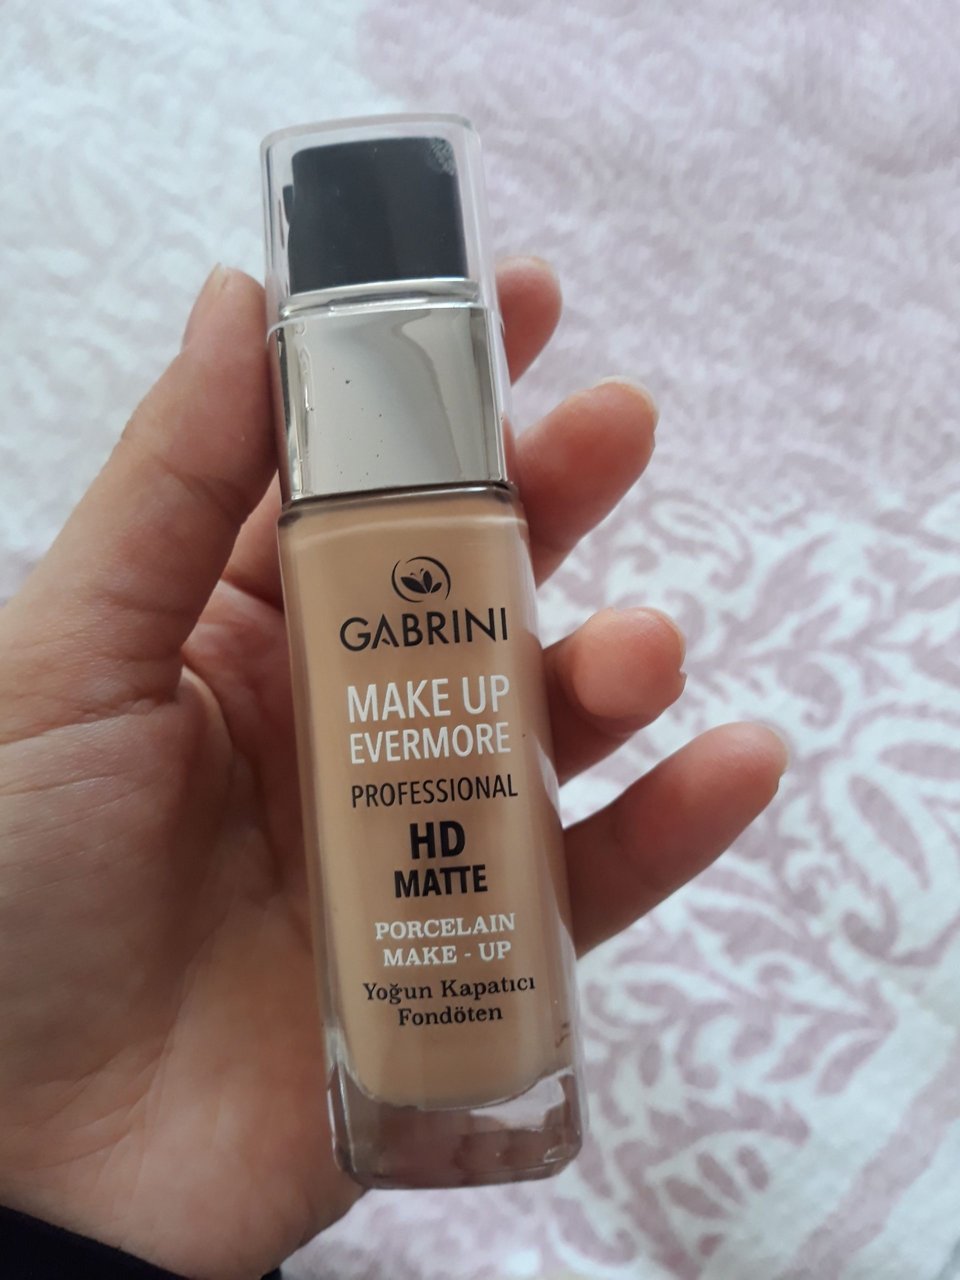 GABRINI
MAKE UP
EVERMORE
PROFESSIONAL
HD
MATTE
PORCELAIN
MAKE - UP
Yoğun Kapatıcı
Fondöten